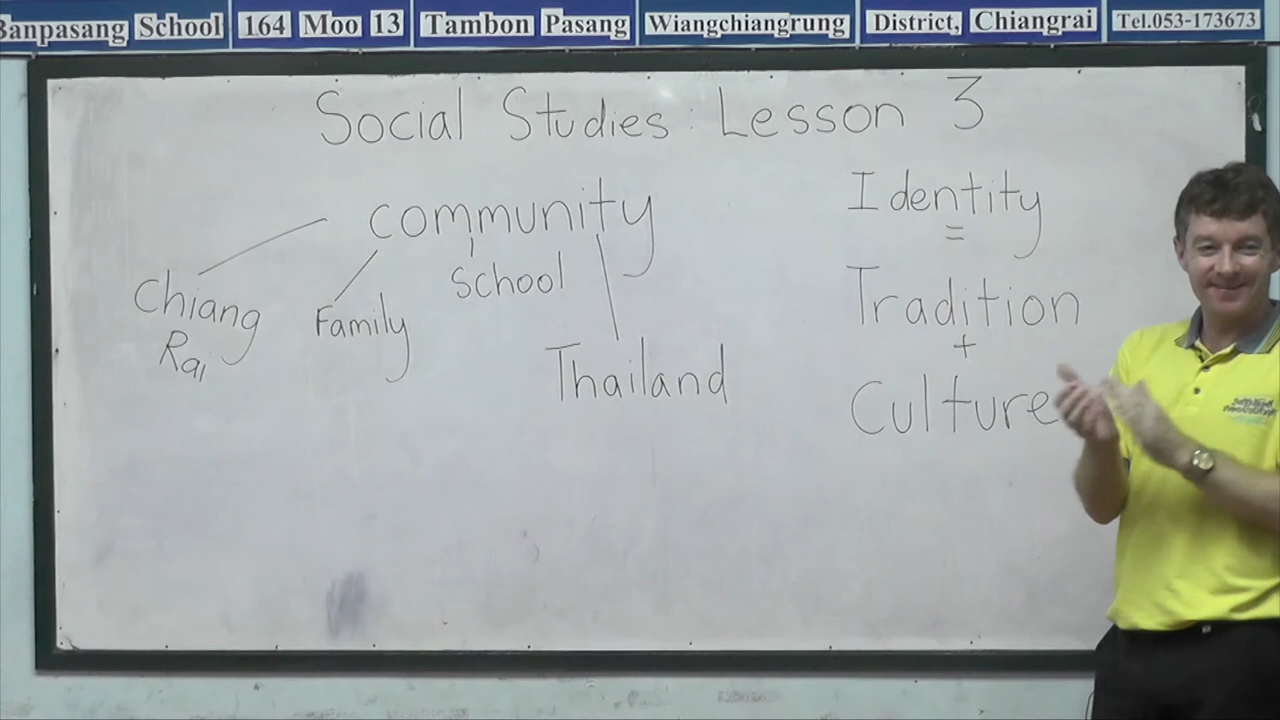 Banpasang School 164 Moo 13 Tambon Pasang Wiangchiangrung District, Chiangrai Tel.053-173673
Social Studies: Lesson 3
community
Chiang
Rai
Family
School
Thailand
Identity
=
Tradition
+
Culture